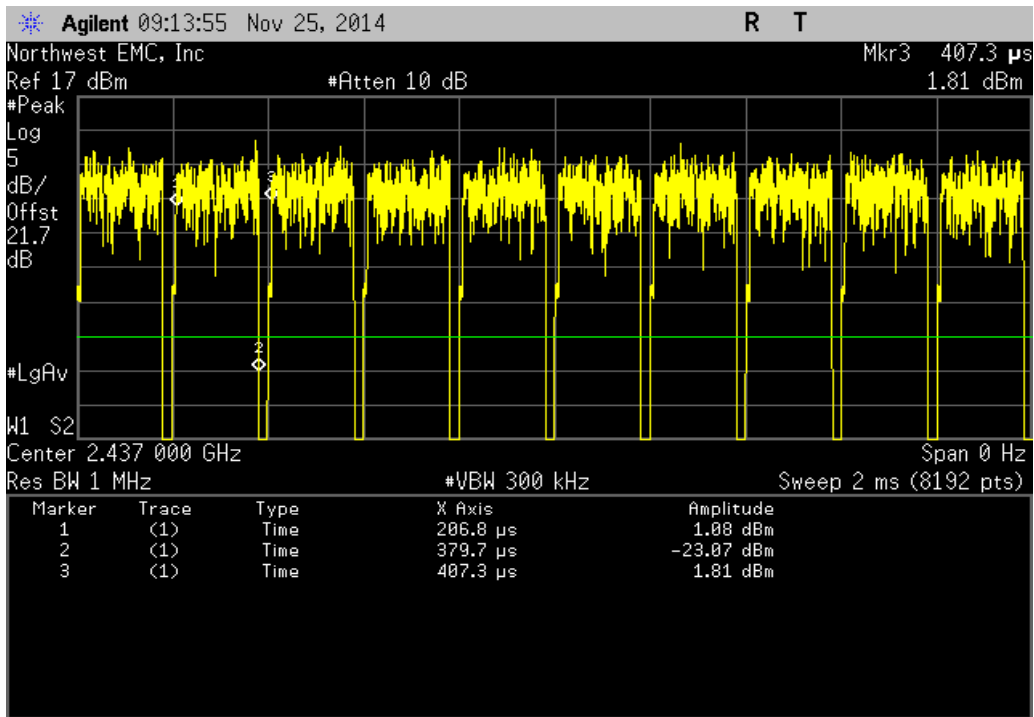 Agilent 09:13:55 Nov 25, 2014 R T
Northwest EMC, Inc Mkr3 407.3 µs
Ref 17 dBm #Atten 10 dB 1.81 dBm
#Peak
Log
5
dB/
Offst
21.7
dB
1
3
2
#LgAv
W1 S2
Center 2.437 000 GHz Span 0 Hz
Res BW 1 MHz #VBW 300 kHz Sweep 2 ms (8192 pts)
Marker Trace Type X Axis Amplitude
1 (1) Time 206.8 µs 1.08 dBm
2 (1) Time 379.7 µs -23.07 dBm
3 (1) Time 407.3 µs 1.81 dBm